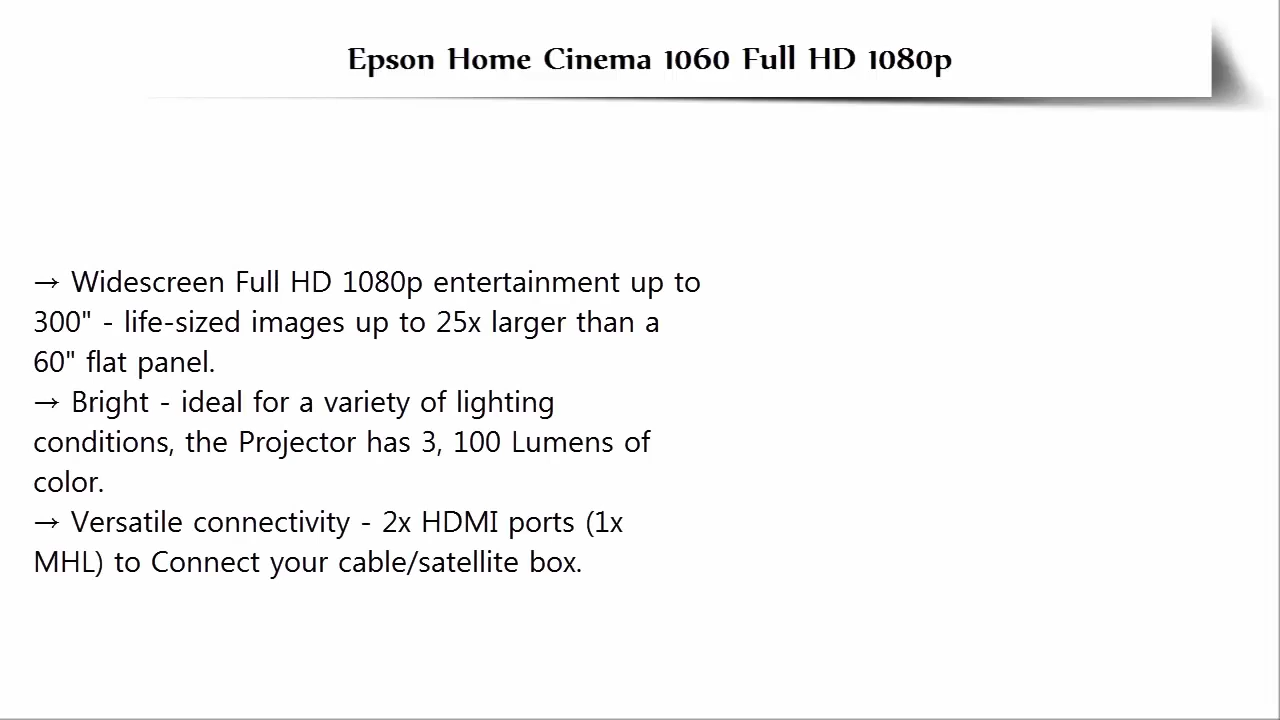 Epson Home Cinema 1060 Full HD 1080p
→ Widescreen Full HD 1080p entertainment up to
300" - life-sized images up to 25x larger than a
60" flat panel.
→ Bright - ideal for a variety of lighting
conditions, the Projector has 3, 100 Lumens of
color.
→ Versatile connectivity - 2x HDMI ports (1x
MHL) to Connect your cable/satellite box.